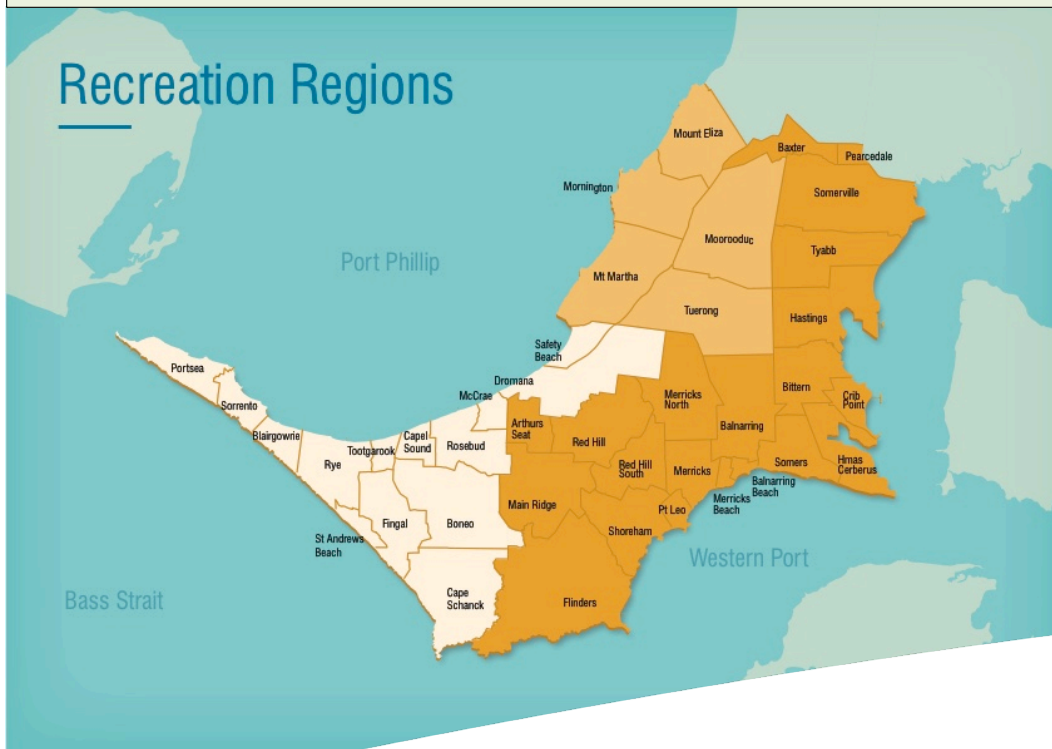 Recreation Regions
Mount Eliza
Baxter
Pearcedale
Mornington
Somerville
Moorooduc
Tyabb
Port Phillip
Mt Martha
Tuerong
Hastings
Safety
Beach
Portsea
Dromana
Bittern
McCrae
Merricks
North
Crib
Point
Sorrento
Arthurs
Seat
Balnarring
Blairgowrie
Capel
Sound
Rosebud
Red Hill
Tootgarook
Rye
Red Hill
South
Merricks
Somers
Hmas
Cerberus
Balnarring
Beach
Merricks
Beach
Main Ridge
Pt Leo
Fingal
Boneo
Shoreham
St Andrews
Beach
Western Port
Cape
Schanck
Flinders
Bass Strait